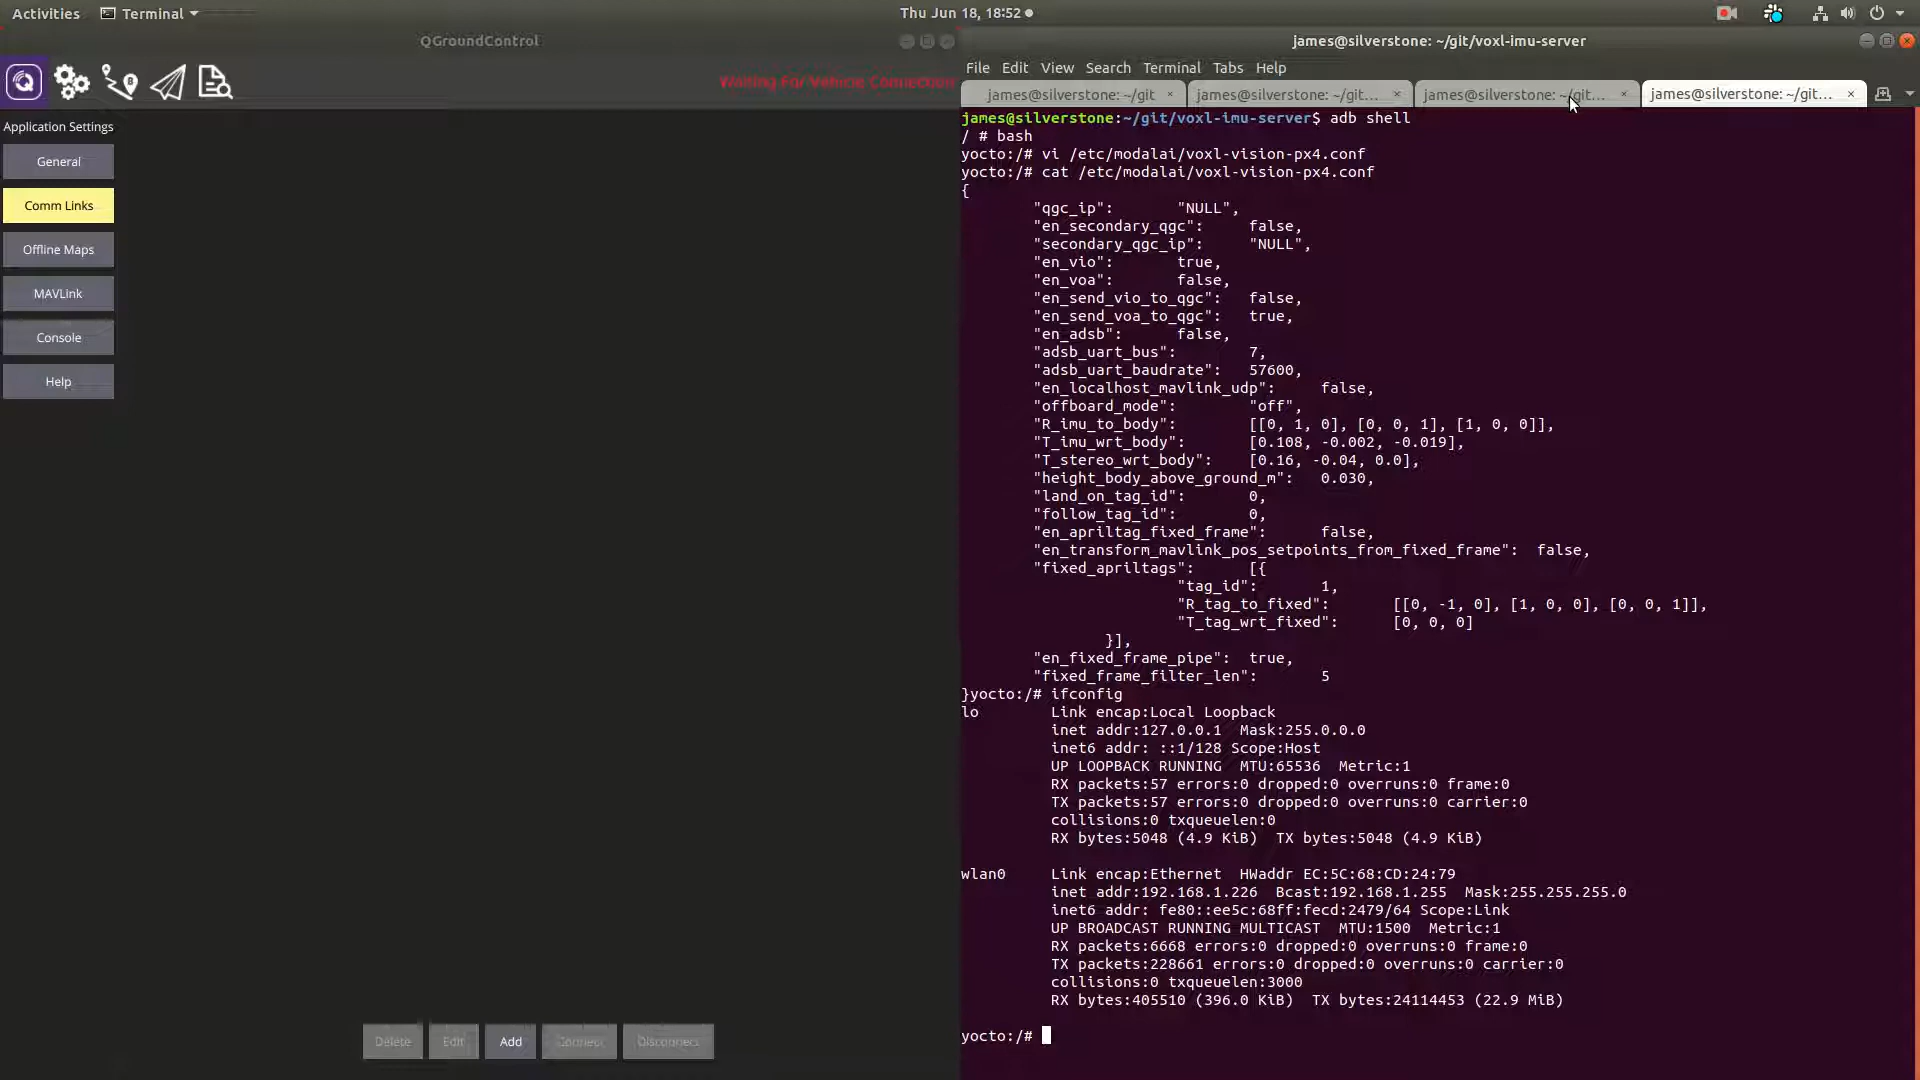 Activities Terminal Thu Jun 18, 18:52
QGroundControl
Waiting For Vehicle Connection
Application Settings
General
Comm Links
Offline Maps
MAVLink
Console
Help
Delete Edit Add Connect Disconnect
james@silverstone: ~/git/voxl-imu-server
File Edit View Search Terminal Tabs Help
james@silverstone: ~/git × james@silverstone: ~/git... × james@silverstone: ~/git... × james@silverstone: ~/git... ×
james@silverstone:~/git/voxl-imu-server$ adb shell
/ # bash
yocto:/# vi /etc/modalai/voxl-vision-px4.conf
yocto:/# cat /etc/modalai/voxl-vision-px4.conf
{
"qgc_ip": "NULL",
"en_secondary_qgc": false,
"secondary_qgc_ip": "NULL",
"en_vio": true,
"en_voa": false,
"en_send_vio_to_qgc": false,
"en_send_voa_to_qgc": true,
"en_adsb": false,
"adsb_uart_bus": 7,
"adsb_uart_baudrate": 57600,
"en_localhost_mavlink_udp": false,
"offboard_mode": "off",
"R_imu_to_body": [[0, 1, 0], [0, 0, 1], [1, 0, 0]],
"T_imu_wrt_body": [0.108, -0.002, -0.019],
"T_stereo_wrt_body": [0.16, -0.04, 0.0],
"height_body_above_ground_m": 0.030,
"land_on_tag_id": 0,
"follow_tag_id": 0,
"en_apriltag_fixed_frame": false,
"en_transform_mavlink_pos_setpoints_from_fixed_frame": false,
"fixed_apriltags": [{
"tag_id": 1,
"R_tag_to_fixed": [[0, -1, 0], [1, 0, 0], [0, 0, 1]],
"T_tag_wrt_fixed": [0, 0, 0]
}],
"en_fixed_frame_pipe": true,
"fixed_frame_filter_len": 5
}yocto:/# ifconfig
lo Link encap:Local Loopback
inet addr:127.0.0.1 Mask:255.0.0.0
inet6 addr: ::1/128 Scope:Host
UP LOOPBACK RUNNING MTU:65536 Metric:1
RX packets:57 errors:0 dropped:0 overruns:0 frame:0
TX packets:57 errors:0 dropped:0 overruns:0 carrier:0
collisions:0 txqueuelen:0
RX bytes:5048 (4.9 KiB) TX bytes:5048 (4.9 KiB)
wlan0 Link encap:Ethernet HWaddr EC:5C:68:CD:24:79
inet addr:192.168.1.226 Bcast:192.168.1.255 Mask:255.255.255.0
inet6 addr: fe80::ee5c:68ff:fecd:2479/64 Scope:Link
UP BROADCAST RUNNING MULTICAST MTU:1500 Metric:1
RX packets:6668 errors:0 dropped:0 overruns:0 frame:0
TX packets:228661 errors:0 dropped:0 overruns:0 carrier:0
collisions:0 txqueuelen:3000
RX bytes:405510 (396.0 KiB) TX bytes:24114453 (22.9 MiB)
yocto:/#